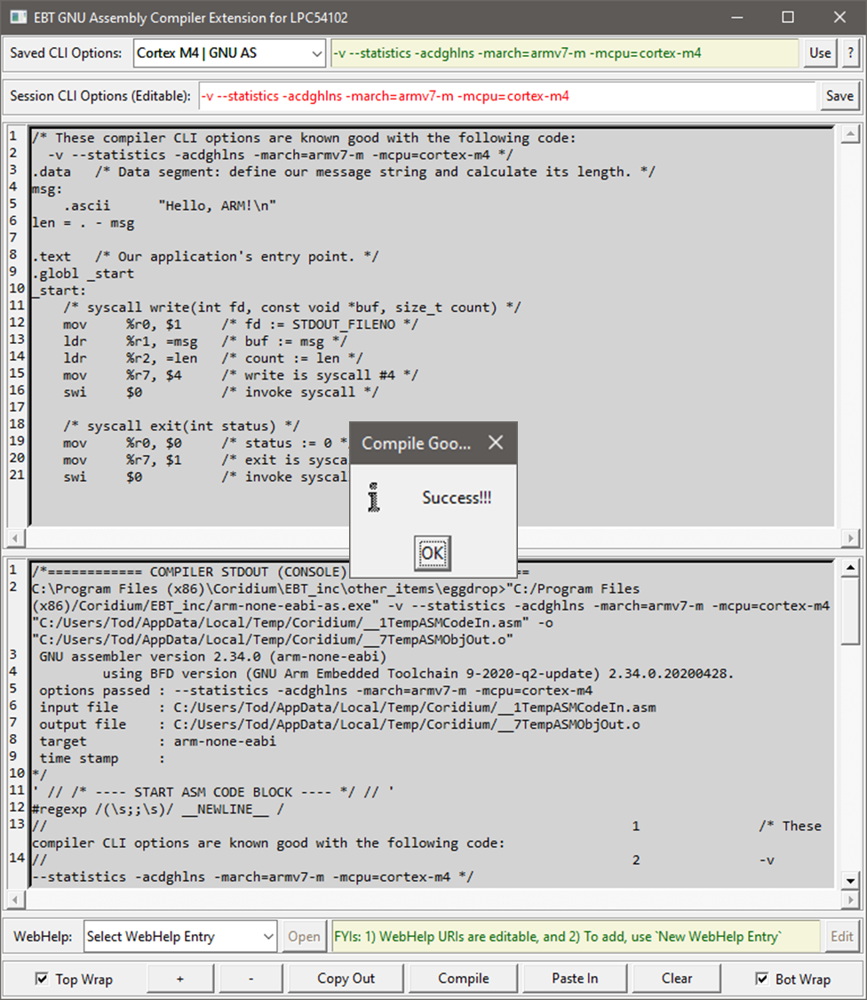 EBT GNU Assembly Compiler Extension for LPC54102
Saved CLI Options: Cortex M4 | GNU AS -v --statistics -acdghlns -march=armv7-m -mcpu=cortex-m4 Use ?
Session CLI Options (Editable): -v --statistics -acdghlns -march=armv7-m -mcpu=cortex-m4 Save
1 /* These compiler CLI options are known good with the following code:
2   -v --statistics -acdghlns -march=armv7-m -mcpu=cortex-m4 */
3 .data   /* Data segment: define our message string and calculate its length. */
4 msg:
5     .ascii      "Hello, ARM!\n"
6 len = . - msg
7
8 .text   /* Our application's entry point. */
9 .globl _start
10 _start:
11     /* syscall write(int fd, const void *buf, size_t count) */
12     mov     %r0, $1     /* fd := STDOUT_FILENO */
13     ldr     %r1, =msg   /* buf := msg */
14     ldr     %r2, =len   /* count := len */
15     mov     %r7, $4     /* write is syscall #4 */
16     swi     $0          /* invoke syscall */
17
18     /* syscall exit(int status) */
19     mov     %r0, $0     /* status := 0 *
20     mov     %r7, $1     /* exit is sysca
21     swi     $0          /* invoke syscal
Compile Goo...
Success!!!
OK
1 /*============ COMPILER STDOUT (CONSOLE) ==
2 C:\Program Files (x86)\Coridium\EBT_inc\other_items\eggdrop>"C:/Program Files
(x86)/Coridium/EBT_inc/arm-none-eabi-as.exe" -v --statistics -acdghlns -march=armv7-m -mcpu=cortex-m4
"C:/Users/Tod/AppData/Local/Temp/Coridium/__1TempASMCodeIn.asm" -o
"C:/Users/Tod/AppData/Local/Temp/Coridium/__7TempASMObjOut.o"
3  GNU assembler version 2.34.0 (arm-none-eabi)
4          using BFD version (GNU Arm Embedded Toolchain 9-2020-q2-update) 2.34.0.20200428.
5  options passed : --statistics -acdghlns -march=armv7-m -mcpu=cortex-m4
6  input file     : C:/Users/Tod/AppData/Local/Temp/Coridium/__1TempASMCodeIn.asm
7  output file    : C:/Users/Tod/AppData/Local/Temp/Coridium/__7TempASMObjOut.o
8  target         : arm-none-eabi
9  time stamp     :
10 */
11 ' // /* ---- START ASM CODE BLOCK ---- */ // '
12 #regexp /(\s;;\s)/ __NEWLINE__ /
13 // 1 /* These
compiler CLI options are known good with the following code:
14 // 2 -v
--statistics -acdghlns -march=armv7-m -mcpu=cortex-m4 */
WebHelp: Select WebHelp Entry Open FYIs: 1) WebHelp URIs are editable, and 2) To add, use `New WebHelp Entry` Edit
Top Wrap + - Copy Out Compile Paste In Clear Bot Wrap